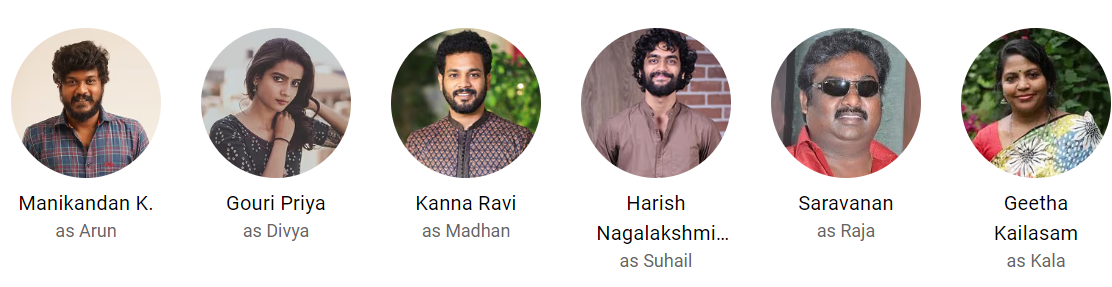 Manikandan K.
as Arun
Gouri Priya
as Divya
Kanna Ravi
as Madhan
Harish
Nagalakshmi…
as Suhail
Saravanan
as Raja
Geetha
Kailasam
as Kala